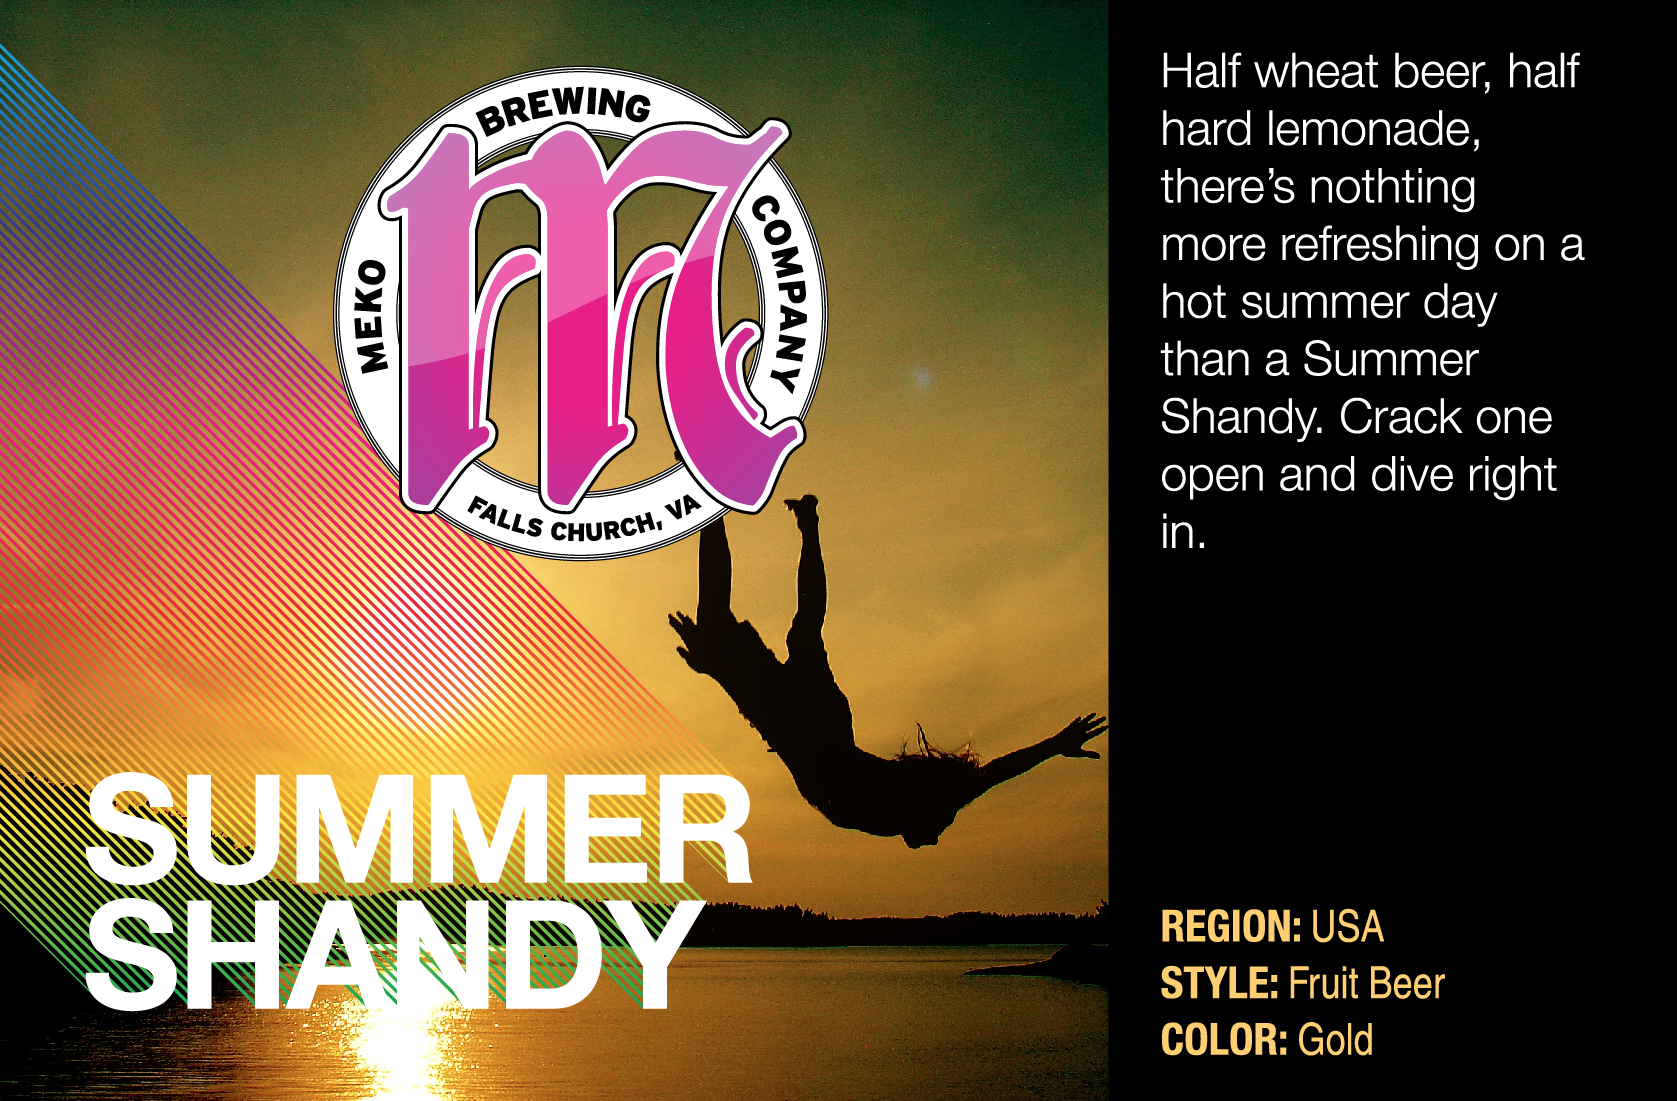 MEKO BREWING COMPANY
FALLS CHURCH, VA
SUMMER
SHANDY
Half wheat beer, half
hard lemonade,
there's nothting
more refreshing on a
hot summer day
than a Summer
Shandy. Crack one
open and dive right
in.
REGION: USA
STYLE: Fruit Beer
COLOR: Gold